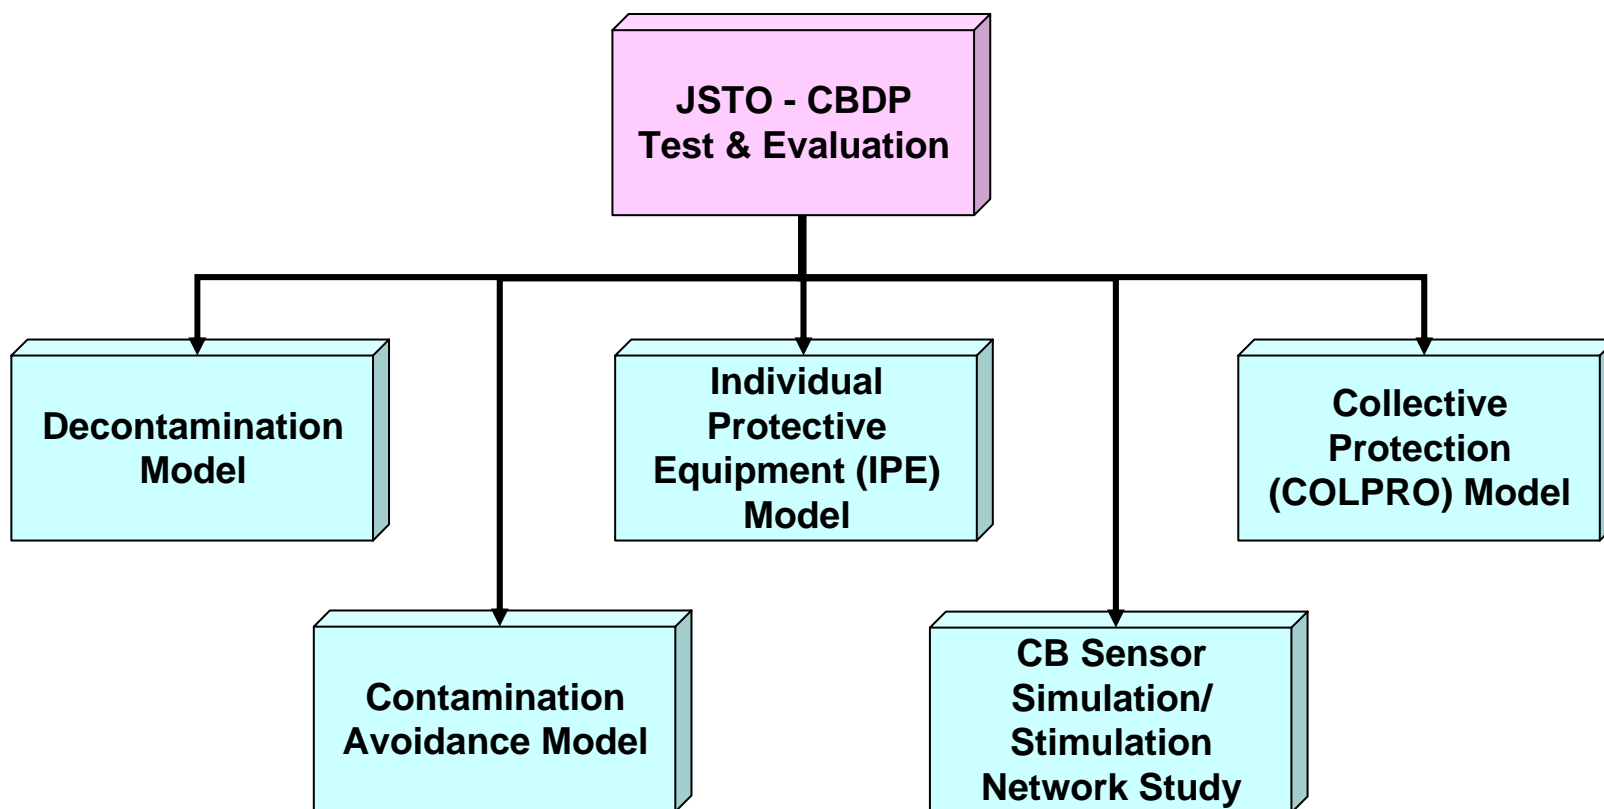 JSTO - CBDP
Test & Evaluation
Decontamination
Model
Individual
Protective
Equipment (IPE)
Model
Collective
Protection
(COLPRO) Model
Contamination
Avoidance Model
CB Sensor
Simulation/
Stimulation
Network Study